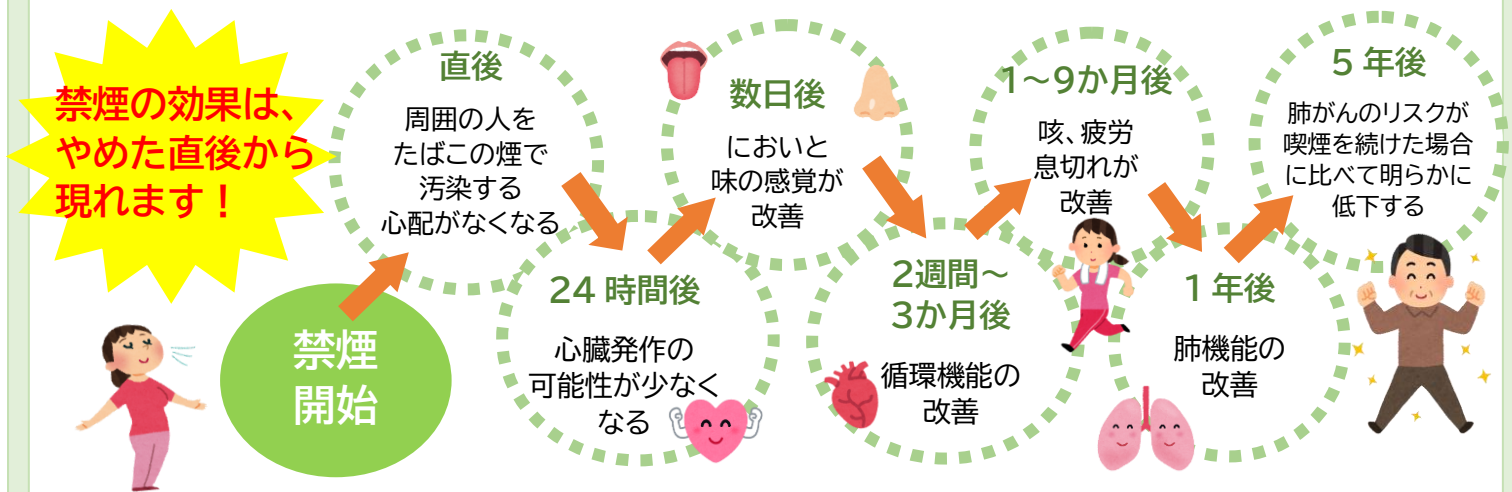 禁煙の効果は、
やめた直後から
現れます！
禁煙
開始
直後
周囲の人を
たばこの煙で
汚染する
心配がなくなる
24 時間後
心臓発作の
可能性が少なく
なる
数日後
においと
味の感覚が
改善
2週間～
3か月後
循環機能の
改善
1～9か月後
咳、疲労
息切れが
改善
1 年後
肺機能の
改善
5 年後
肺がんのリスクが
喫煙を続けた場合
に比べて明らかに
低下する